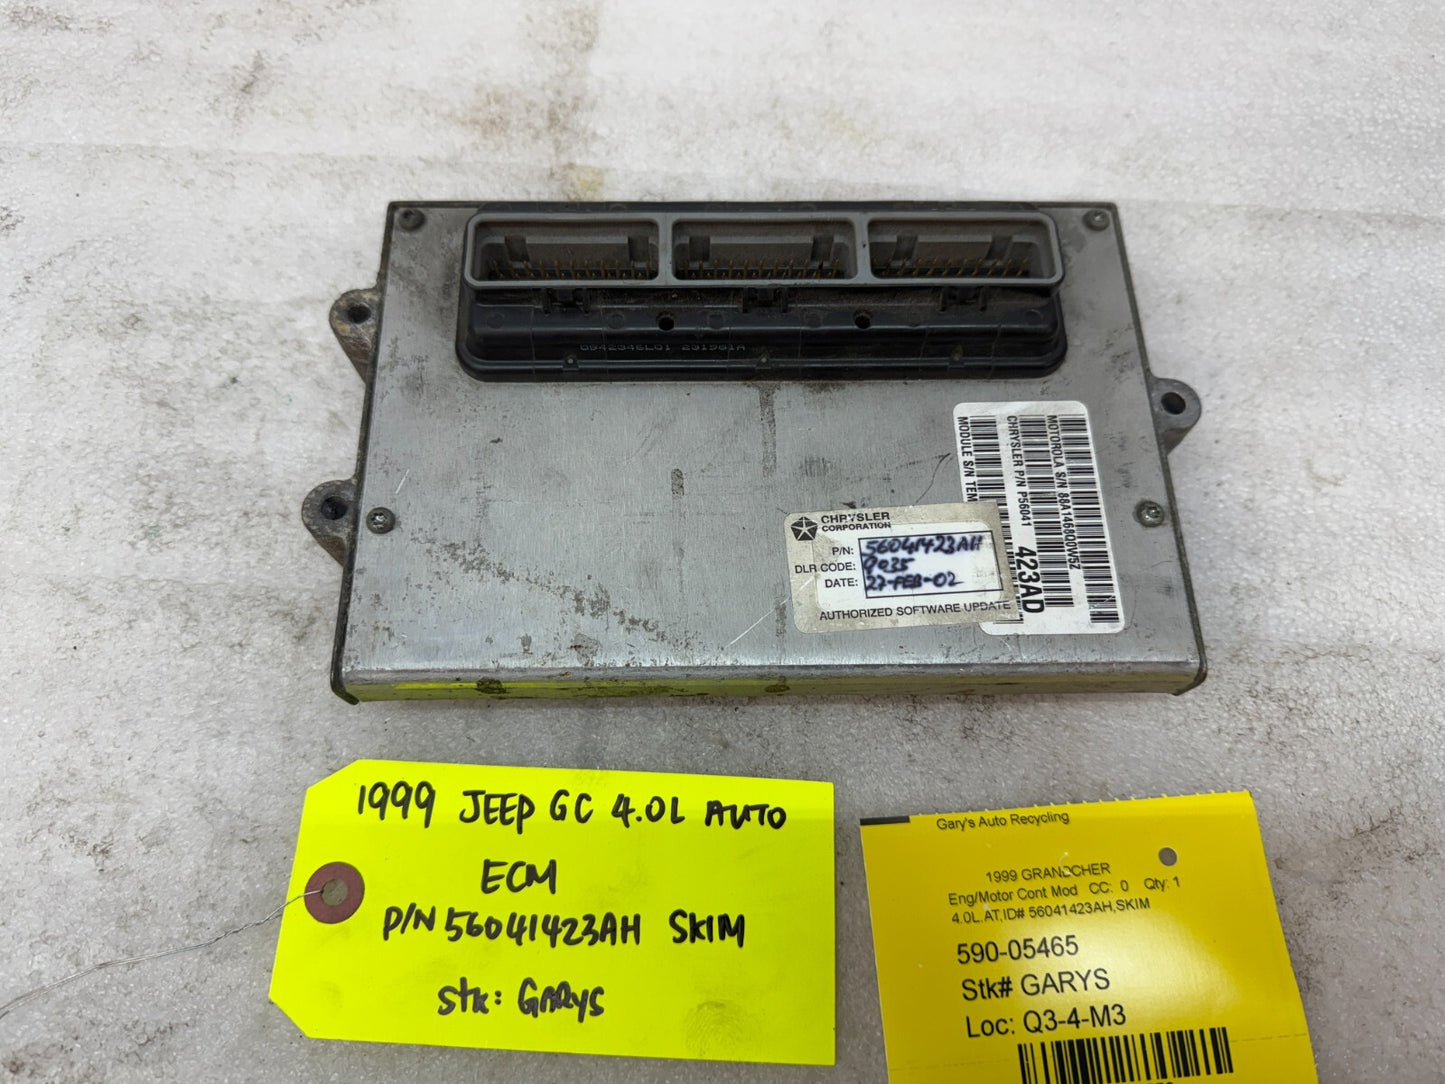 0942346L01 231981A
MOTOROLA S/N 88A1468Q0W5Z
CHRYSLER P/N P56041 423AD
MODULE S/N TEM
CHRYSLER
CORPORATION
P/N: 56041423AH
DLR CODE: 9035
DATE: 27-FEB-02
AUTHORIZED SOFTWARE UPDATE
1999 JEEP GC 4.0L AUTO
ECM
P/N 56041423AH SKIM
Stk: GARYS
Gary's Auto Recycling
1999 GRANDCHER
Eng/Motor Cont Mod CC: 0 Qty: 1
4.0L.AT,ID# 56041423AH,SKIM
590-05465
Stk# GARYS
Loc: Q3-4-M3